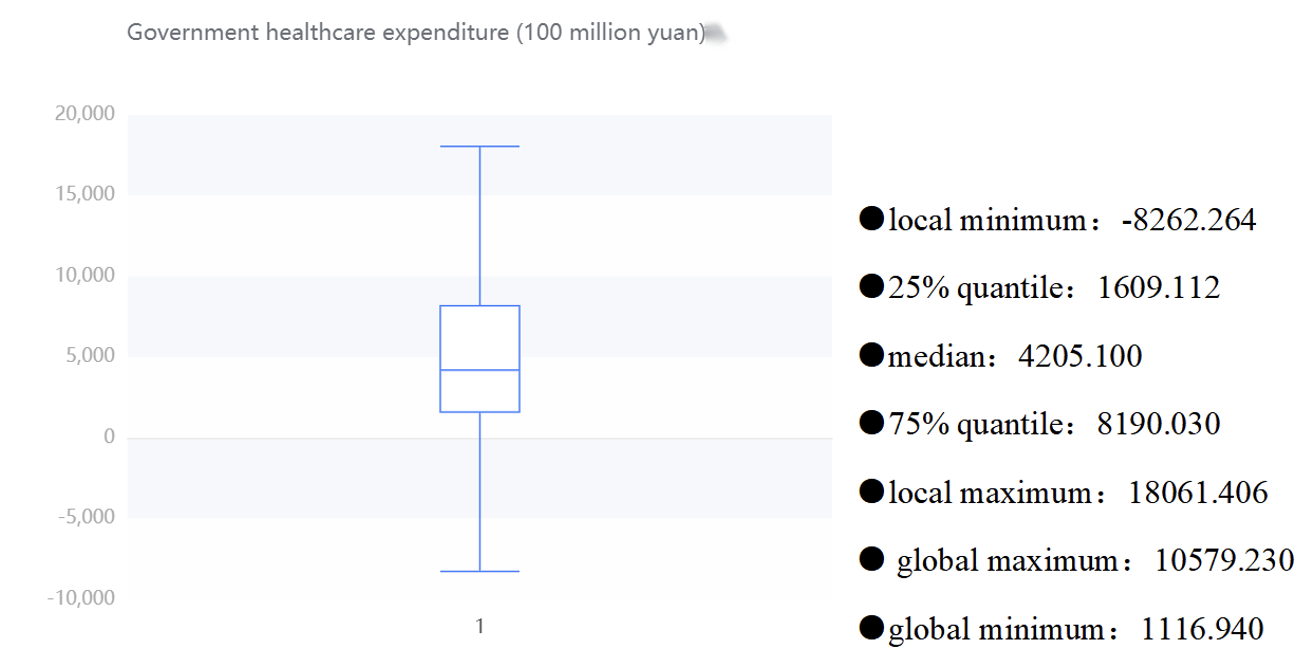 Government healthcare expenditure (100 million yuan)
20,000
15,000
10,000
5,000
0
-5,000
-10,000
1
●local minimum：-8262.264
●25% quantile：1609.112
●median：4205.100
●75% quantile：8190.030
●local maximum：18061.406
● global maximum：10579.230
●global minimum：1116.940